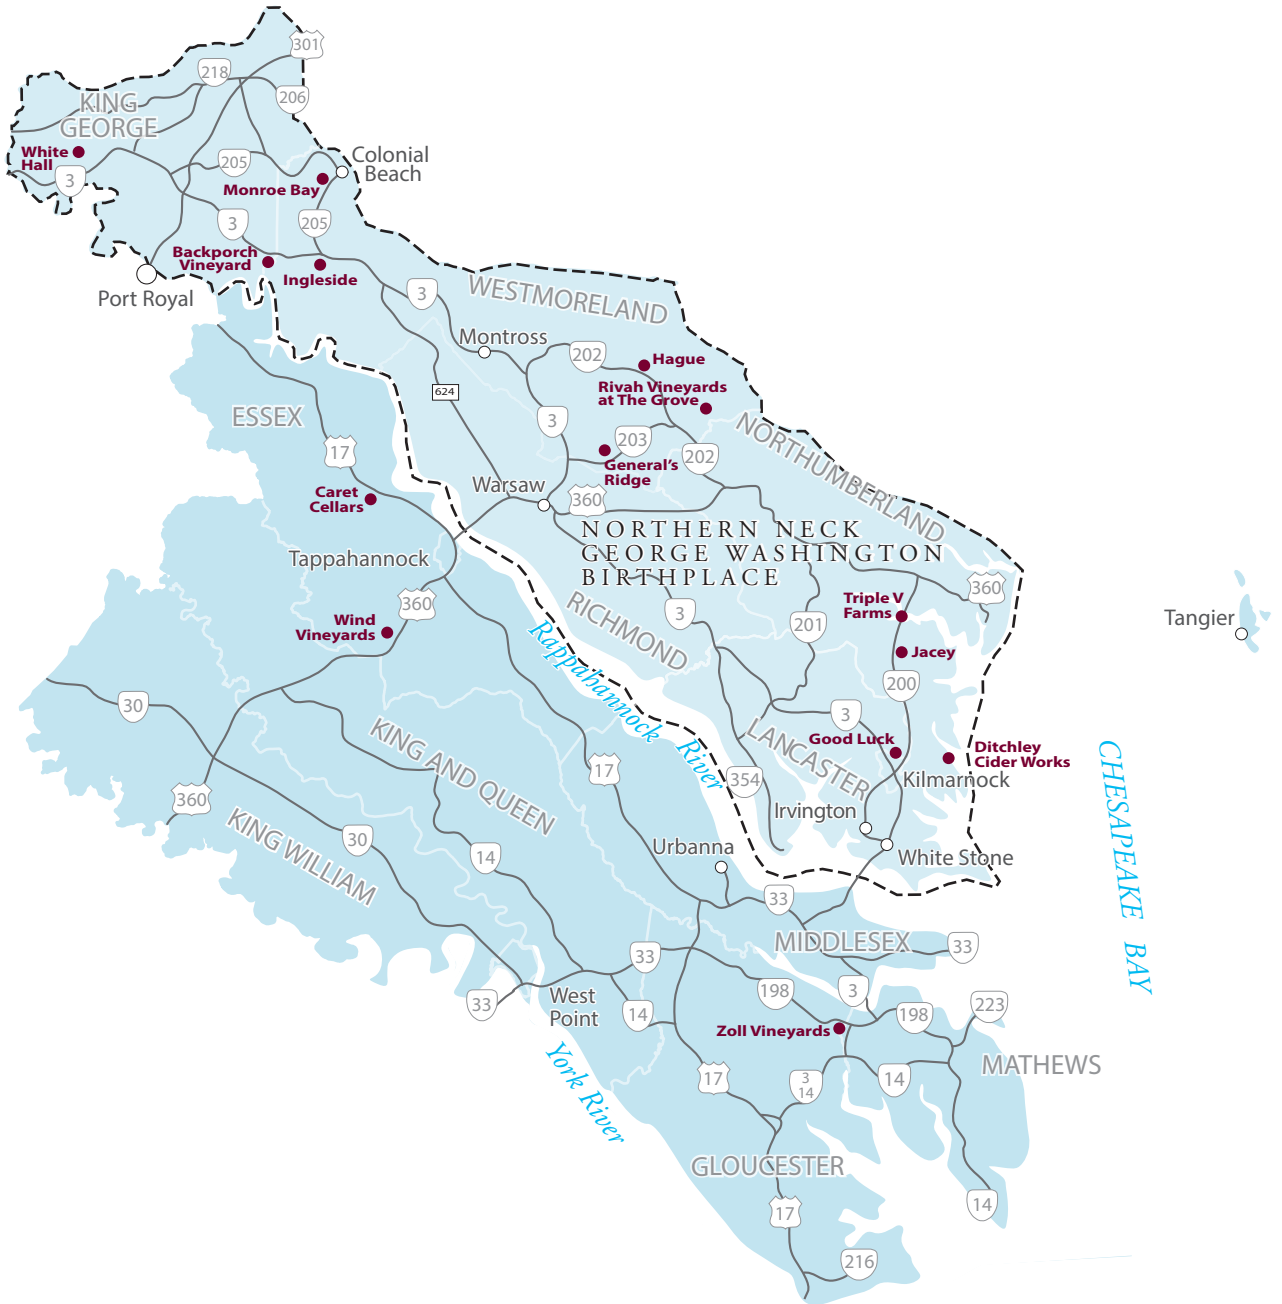 301
218
206
KING
GEORGE
White
Hall
3
205
Colonial
Beach
Monroe Bay
3
205
Backporch
Vineyard
Ingleside
Port Royal
3
WESTMORELAND
Montross
202
Hague
Rivah Vineyards
at The Grove
624
ESSEX
3
203
202
NORTHUMBERLAND
17
General's
Ridge
Warsaw
360
Caret
Cellars
NORTHERN NECK
GEORGE WASHINGTON
BIRTHPLACE
Tappahannock
360
360
Triple V
Farms
RICHMOND
3
201
Tangier
Wind
Vineyards
Rappahannock River
Jacey
200
30
3
LANCASTER
Good Luck
Ditchley
Cider Works
KING AND QUEEN
17
354
Kilmarnock
CHESAPEAKE BAY
360
Irvington
KING WILLIAM
30
14
Urbanna
White Stone
33
MIDDLESEX
33
33
198
3
West
Point
33
14
198
223
Zoll Vineyards
York River
MATHEWS
17
3
14
14
GLOUCESTER
14
17
216